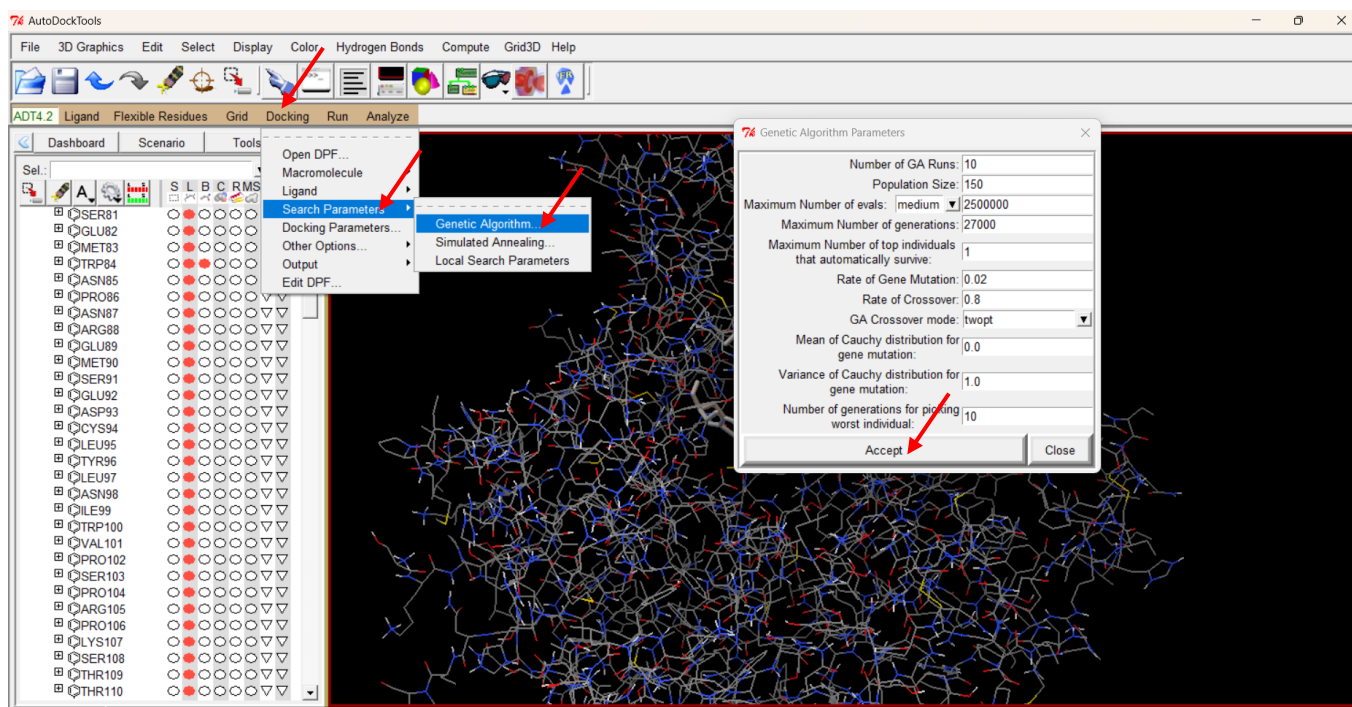 AutoDockTools
File 3D Graphics Edit Select Display Color Hydrogen Bonds Compute Grid3D Help
ADT4.2 Ligand Flexible Residues Grid Docking Run Analyze
Dashboard Scenario Tools
Sel.:
S L B C R MS
SER81
GLU82
MET83
TRP84
ASN85
PRO86
ASN87
ARG88
GLU89
MET90
SER91
GLU92
ASP93
CYS94
LEU95
TYR96
LEU97
ASN98
ILE99
TRP100
VAL101
PRO102
SER103
PRO104
ARG105
PRO106
LYS107
SER108
THR109
THR110
Open DPF...
Macromolecule
Ligand
Search Parameters
Docking Parameters...
Other Options...
Output
Edit DPF...
Genetic Algorithm...
Simulated Annealing...
Local Search Parameters
Genetic Algorithm Parameters
Number of GA Runs: 10
Population Size: 150
Maximum Number of evals: medium 2500000
Maximum Number of generations: 27000
Maximum Number of top individuals
that automatically survive: 1
Rate of Gene Mutation: 0.02
Rate of Crossover: 0.8
GA Crossover mode: twopt
Mean of Cauchy distribution for
gene mutation: 0.0
Variance of Cauchy distribution for
gene mutation: 1.0
Number of generations for picking
worst individual: 10
Accept Close